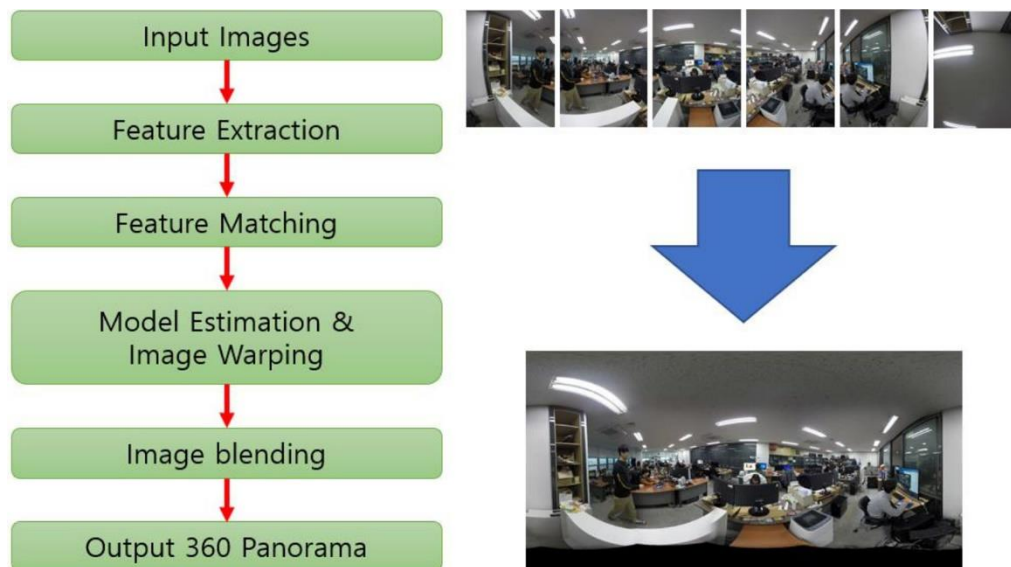 Input Images
Feature Extraction
Feature Matching
Model Estimation &
Image Warping
Image blending
Output 360 Panorama